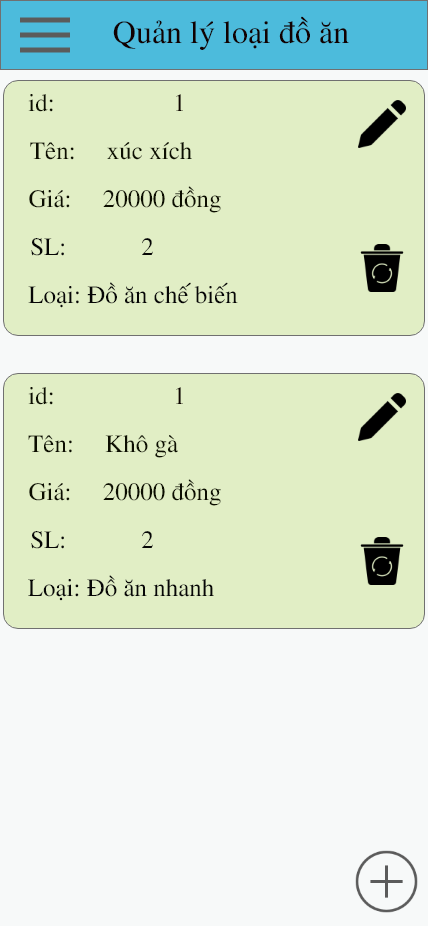 Quản lý loại đồ ăn
id: 1
Tên: xúc xích
Giá: 20000 đồng
SL: 2
Loại: Đồ ăn chế biến
id: 1
Tên: Khô gà
Giá: 20000 đồng
SL: 2
Loại: Đồ ăn nhanh